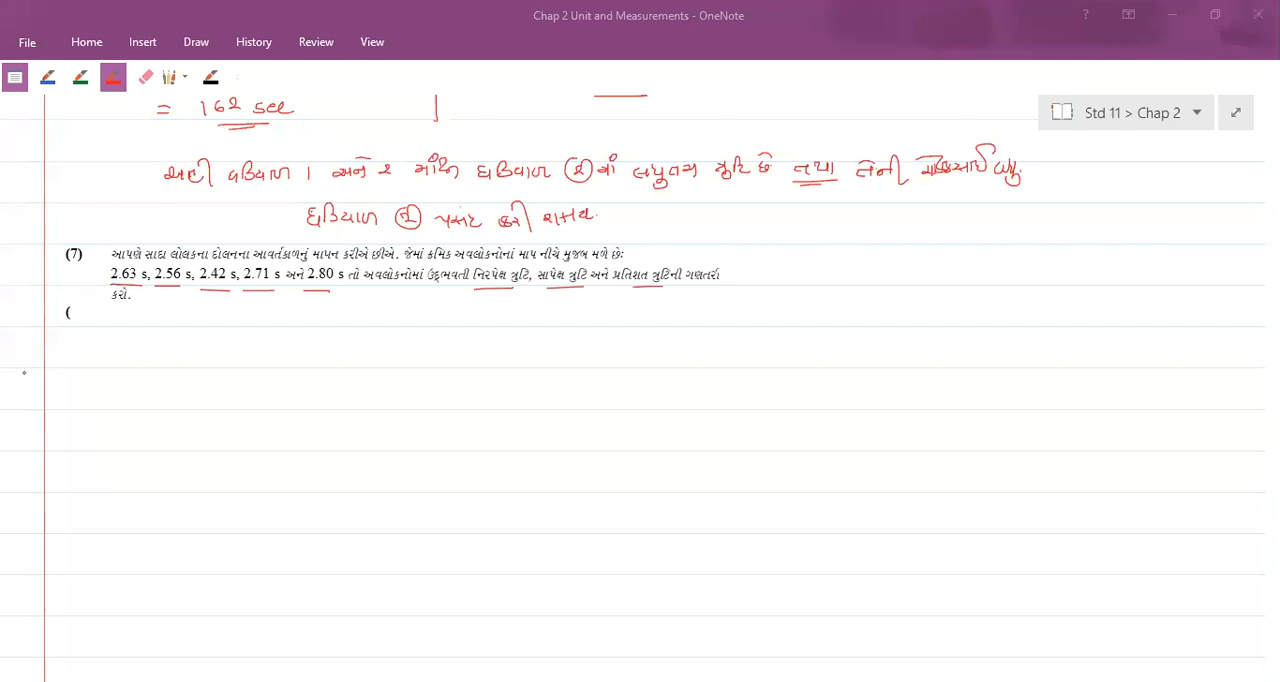 Chap 2 Unit and Measurements - OneNote
File Home Insert Draw History Review View
Std 11 > Chap 2
= 162 sec
અહી ઘડિયાળ 1 અને 2 માંથી ઘડિયાળ (2) માં લઘુતમ ત્રુટિ છે તથા તેની
ઘડિયાળ પસંદ કરી શકાય.
(7) આપણે સાદા લોલકના દોલનના આવર્તકાળનું માપન કરીએ છીએ. જેમાં ક્રમિક અવલોકનોનાં માપ નીચે મુજબ મળે છેઃ
2.63 s, 2.56 s, 2.42 s, 2.71 s અને 2.80 s તો અવલોકનોમાં ઉદ્ભવતી નિરપેક્ષ ત્રુટિ, સાપેક્ષ ત્રુટિ અને પ્રતિશત ત્રુટિની ગણતરી
કરો.
(